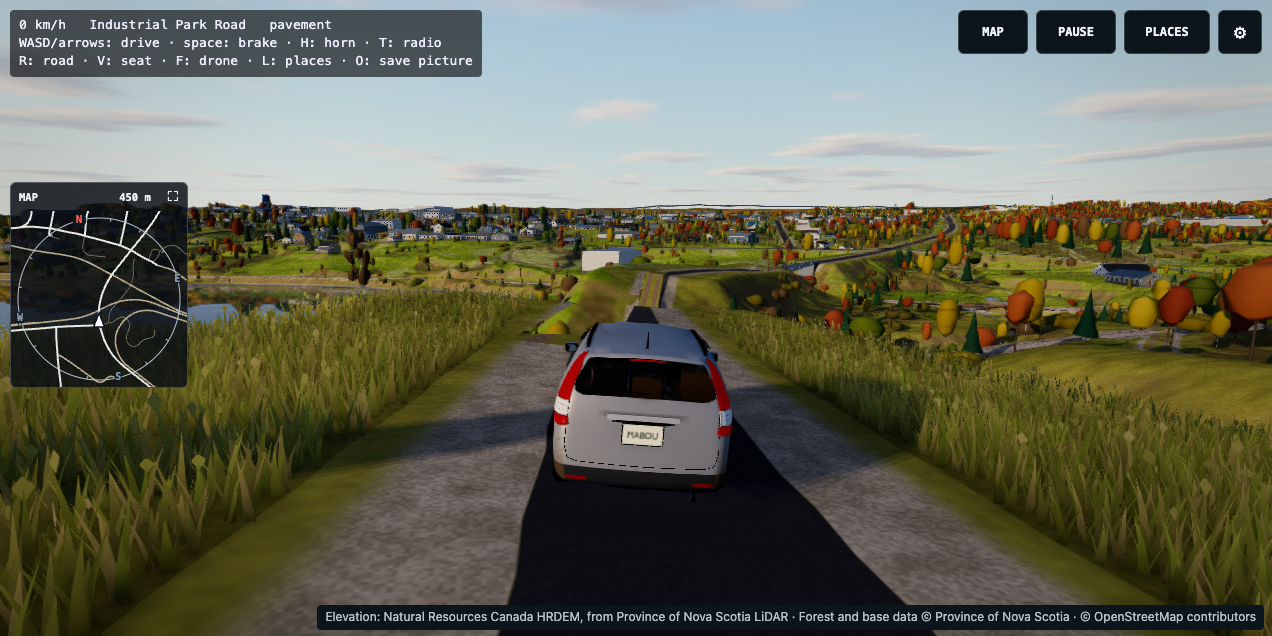 0 km/h   Industrial Park Road   pavement
WASD/arrows: drive · space: brake · H: horn · T: radio
R: road · V: seat · F: drone · L: places · O: save picture
MAP
PAUSE
PLACES
MAP   450 m
N
E
W
S
MABOU
Elevation: Natural Resources Canada HRDEM, from Province of Nova Scotia LiDAR · Forest and base data © Province of Nova Scotia · © OpenStreetMap contributors